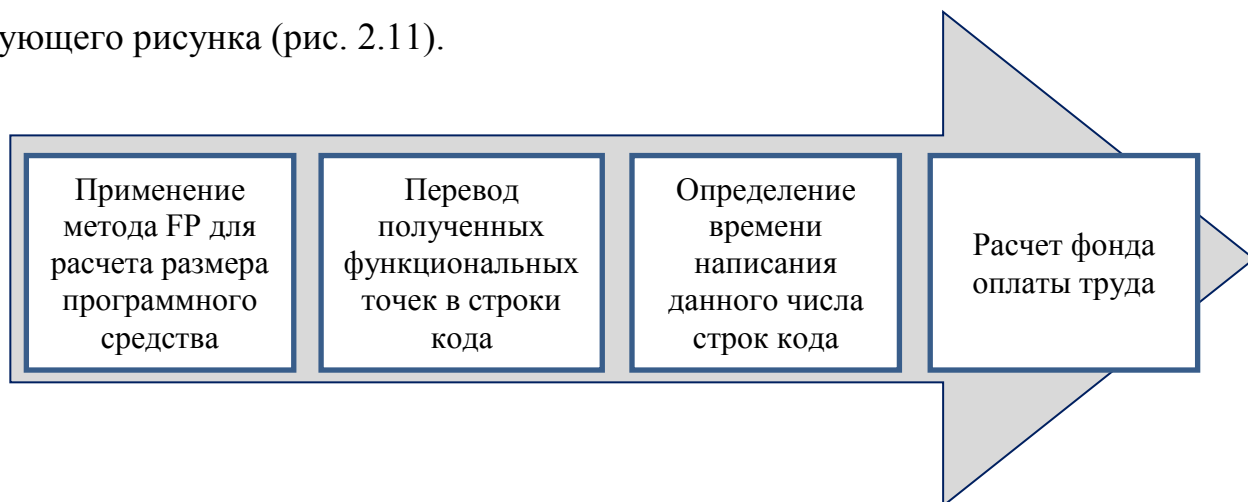 ующего рисунка (рис. 2.11).
Применение
метода FP для
расчета размера
программного
средства
Перевод
полученных
функциональных
точек в строки
кода
Определение
времени
написания
данного числа
строк кода
Расчет фонда
оплаты труда